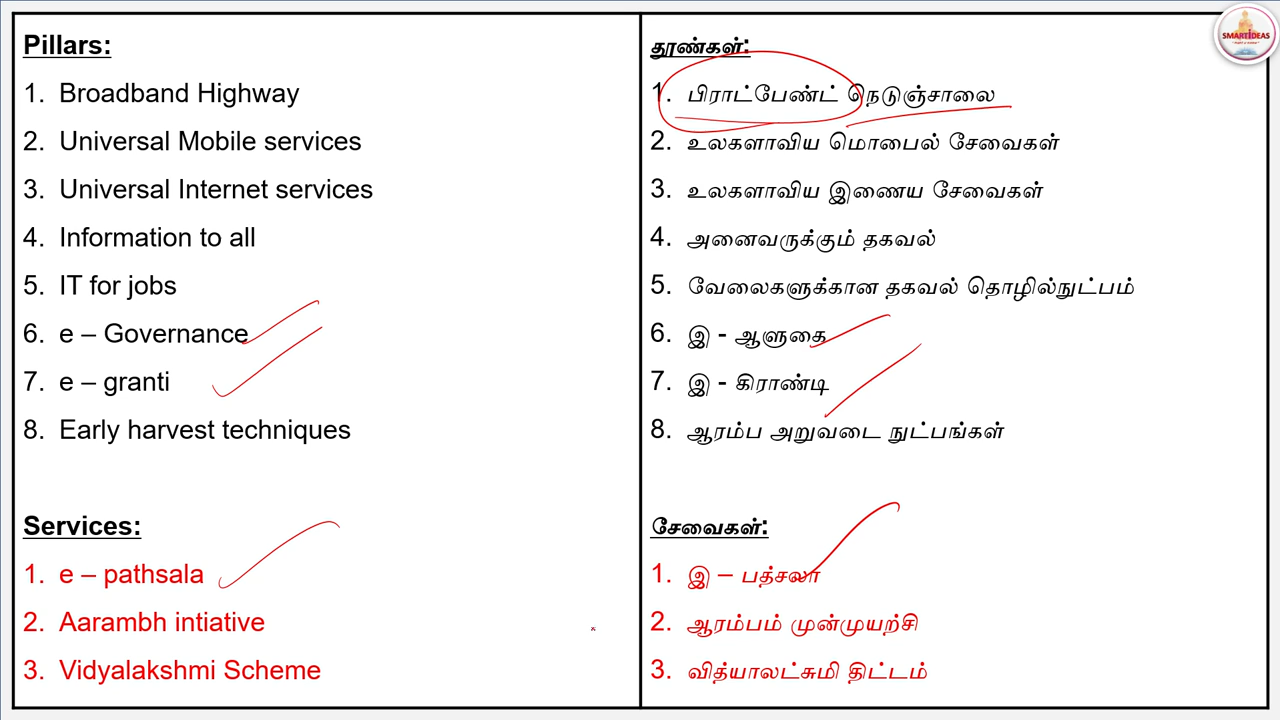 Pillars:
1. Broadband Highway
2. Universal Mobile services
3. Universal Internet services
4. Information to all
5. IT for jobs
6. e – Governance
7. e – granti
8. Early harvest techniques
Services:
1. e – pathsala
2. Aarambh intiative
3. Vidyalakshmi Scheme
தூண்கள்:
1. பிராட்பேண்ட் நெடுஞ்சாலை
2. உலகளாவிய மொபைல் சேவைகள்
3. உலகளாவிய இணைய சேவைகள்
4. அனைவருக்கும் தகவல்
5. வேலைகளுக்கான தகவல் தொழில்நுட்பம்
6. இ - ஆளுகை
7. இ - கிராண்டி
8. ஆரம்ப அறுவடை நுட்பங்கள்
சேவைகள்:
1. இ – பத்சலா
2. ஆரம்பம் முன்முயற்சி
3. வித்யாலட்சுமி திட்டம்
SMARTIDEAS